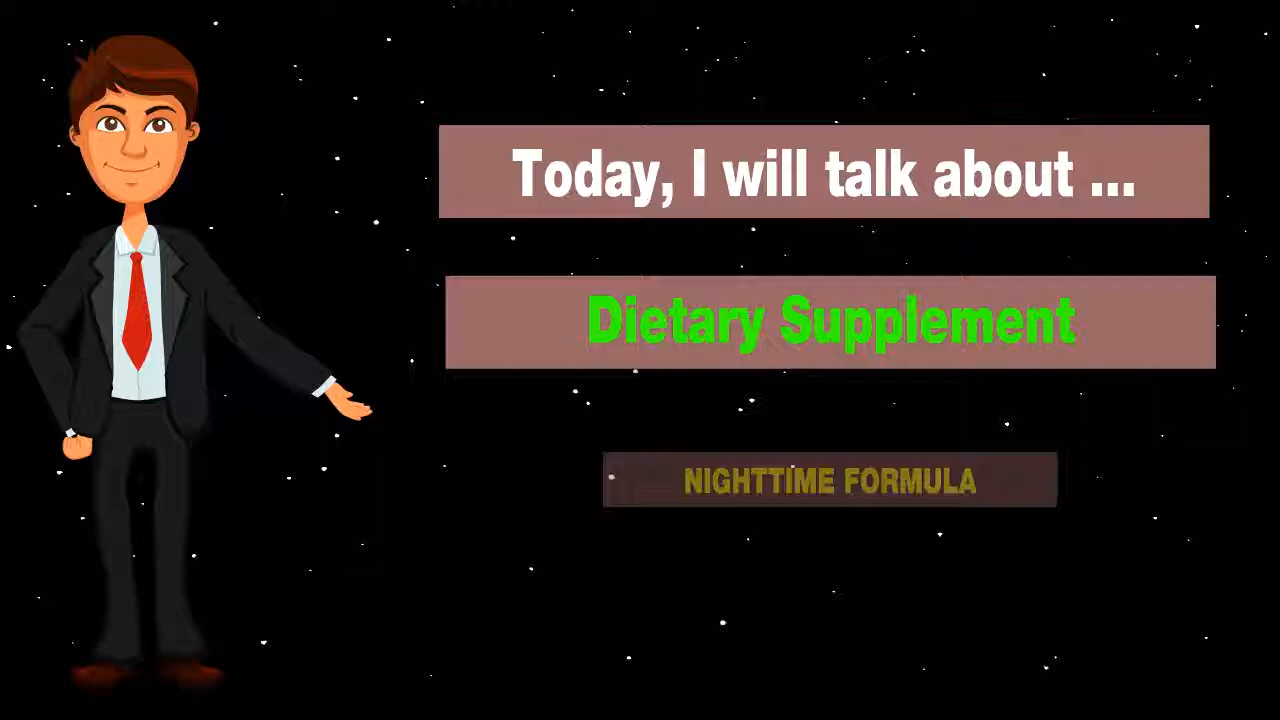 Today, I will talk about ...
Dietary Supplement
NIGHTTIME FORMULA